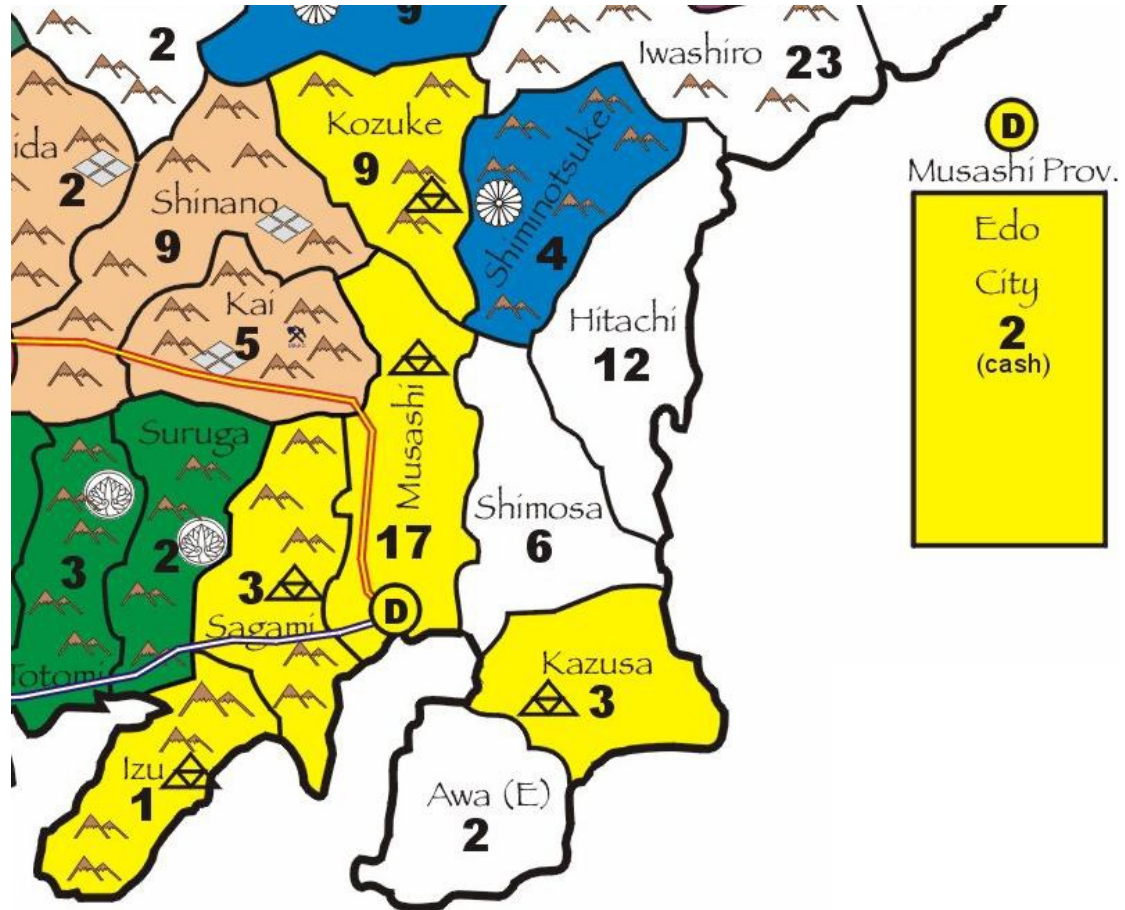 9
2
Iwashiro
23
Kozuke
9
D
Musashi Prov.
Edo
City
2
(cash)
ida
2
Shinano
9
Shiminotsuke
4
Kai
5
Hitachi
12
Musashi
17
Suruga
2
Shimosa
6
3
Totomi
3
Sagami
D
Kazusa
3
Izu
1
Awa (E)
2